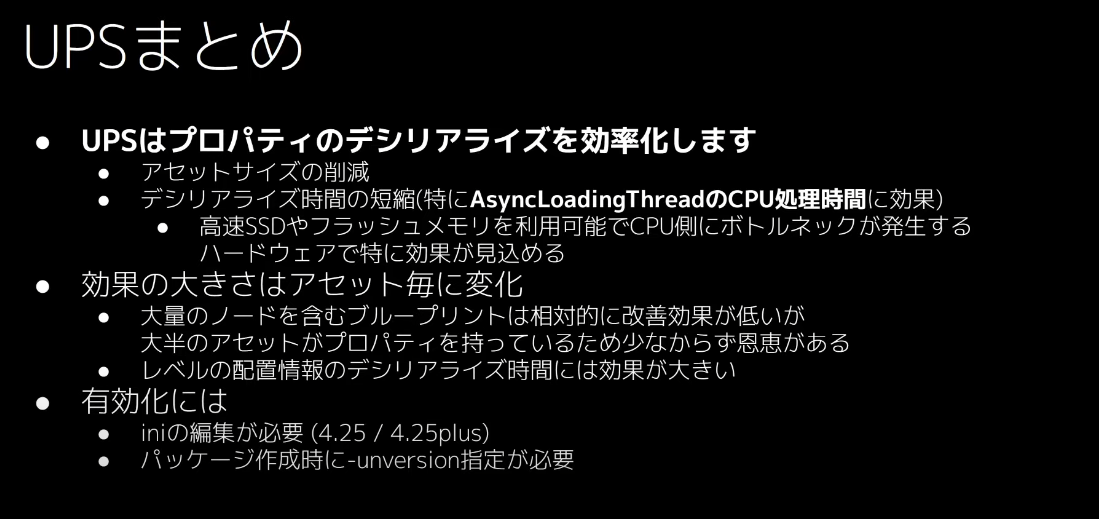 UPSまとめ
● UPSはプロパティのデシリアライズを効率化します
● アセットサイズの削減
● デシリアライズ時間の短縮(特にAsyncLoadingThreadのCPU処理時間に効果)
● 高速SSDやフラッシュメモリを利用可能でCPU側にボトルネックが発生する
ハードウェアで特に効果が見込める
● 効果の大きさはアセット毎に変化
● 大量のノードを含むブループリントは相対的に改善効果が低いが
大半のアセットがプロパティを持っているため少なからず恩恵がある
● レベルの配置情報のデシリアライズ時間には効果が大きい
● 有効化には
● iniの編集が必要 (4.25 / 4.25plus)
● パッケージ作成時に-unversion指定が必要